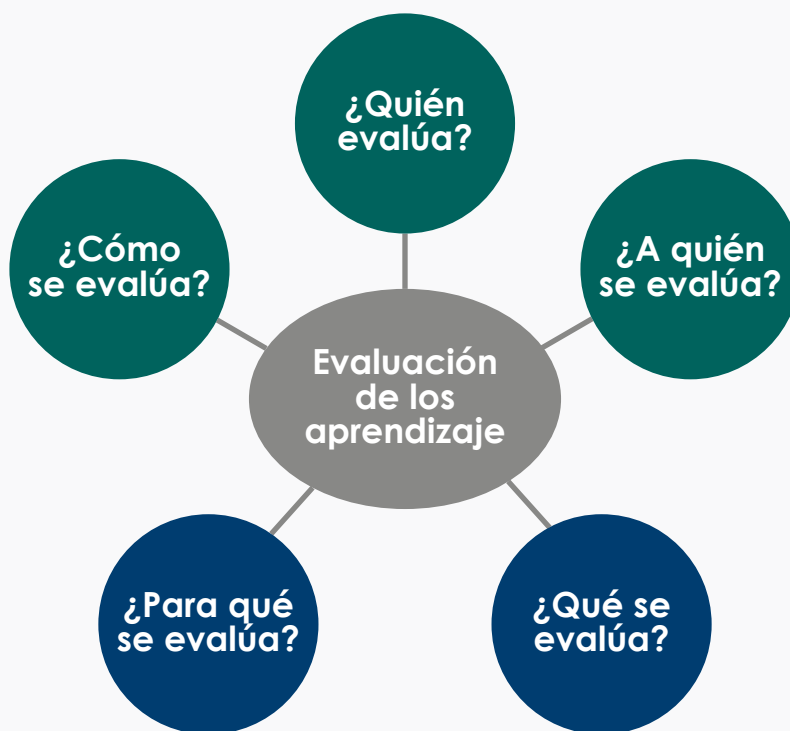 ¿Quién
evalúa?
¿Cómo
se evalúa?
¿A quién
se evalúa?
Evaluación
de los
aprendizaje
¿Para qué
se evalúa?
¿Qué se
evalúa?